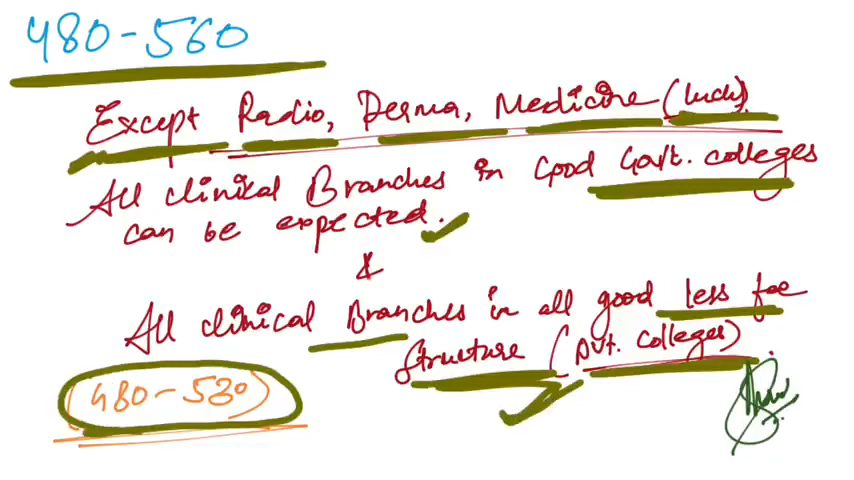 480-560
Except Radio, Derma, Medicine (luck)
All clinical Branches in Good Govt. colleges
can be expected.
&
All clinical Branches in all good less fee
structure (pvt. colleges)
(480-530)